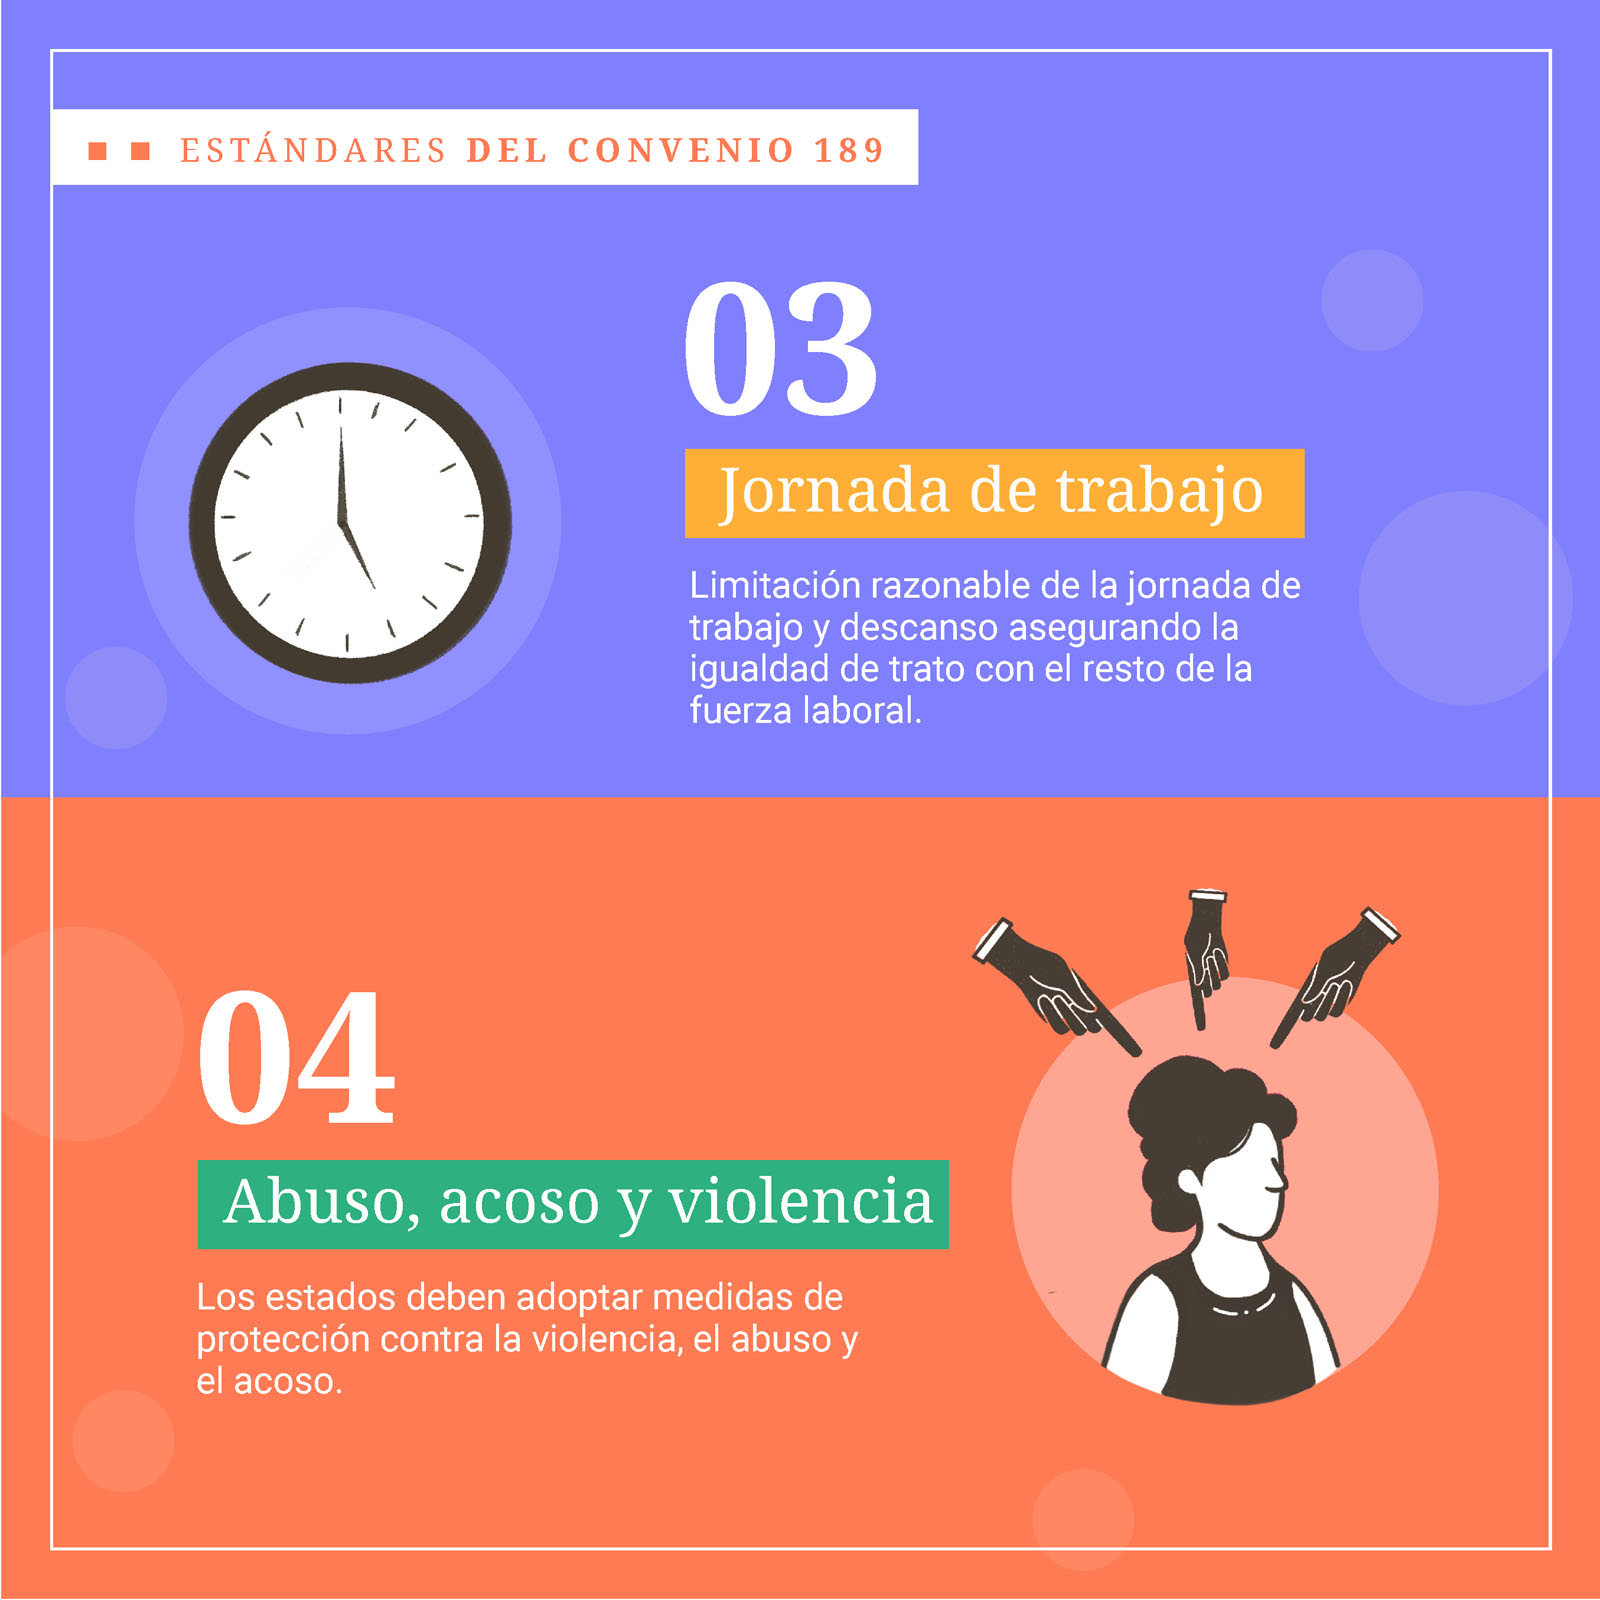 ESTÁNDARES DEL CONVENIO 189
03
Jornada de trabajo
Limitación razonable de la jornada de
trabajo y descanso asegurando la
igualdad de trato con el resto de la
fuerza laboral.
04
Abuso, acoso y violencia
Los estados deben adoptar medidas de
protección contra la violencia, el abuso y
el acoso.